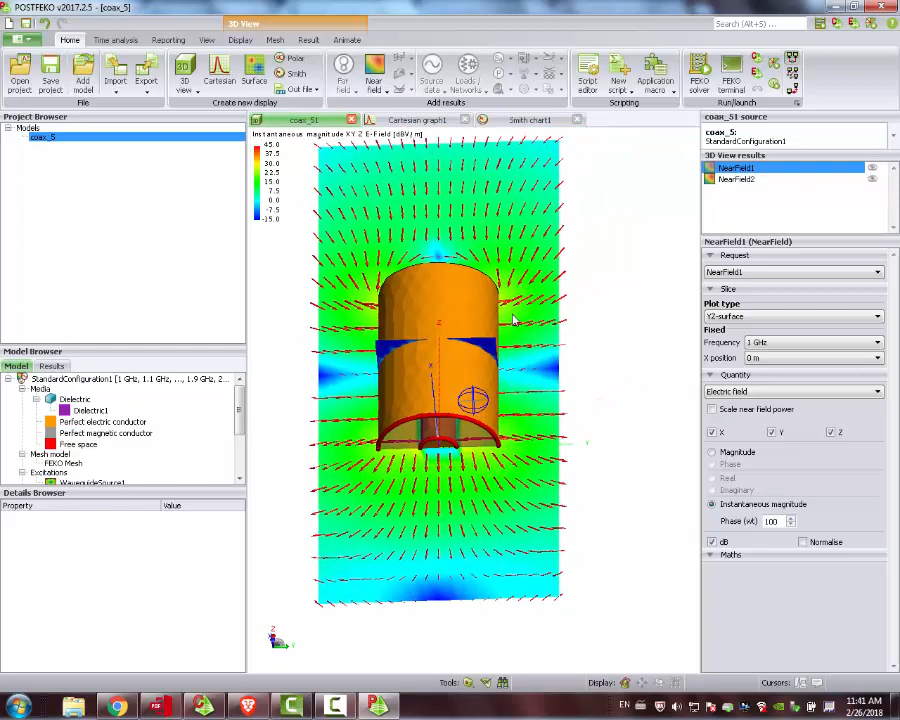 POSTFEKO v2017.2.5 - [coax_5]
3D View
Search (Alt+S) ...
Home Time analysis Reporting View Display Mesh Result Animate
Open project
Save project
Add model
Import
Export
3D view
Cartesian
Surface
Polar
Smith
Out file
Far field
Near field
Source data
Loads / Networks
Script editor
New script
Application macro
FEKO solver
FEKO terminal
File Create new display Add results Scripting Run/launch
Project Browser
Models
coax_5
coax_51 Cartesian graph1 Smith chart1
Instantaneous magnitude XY Z E-Field [dBV/m]
45.0
37.5
30.0
22.5
15.0
7.5
0.0
-7.5
-15.0
Z
X
Y
Z
Y
Model Browser
Model Results
StandardConfiguration1 [1 GHz, 1.1 GHz, ..., 1.9 GHz, 2...
Media
Dielectric
Dielectric1
Perfect electric conductor
Perfect magnetic conductor
Free space
Mesh model
FEKO Mesh
Excitations
WaveguideSource1
Details Browser
Property Value
coax_51 source
coax_5:
StandardConfiguration1
3D View results
NearField1
NearField2
NearField1 (NearField)
Request
NearField1
Slice
Plot type
YZ-surface
Fixed
Frequency 1 GHz
X position 0 m
Quantity
Electric field
Scale near field power
X Y Z
Magnitude
Phase
Real
Imaginary
Instantaneous magnitude
Phase (wt) 100
dB Normalise
Maths
Tools: Display: Cursors:
EN
11:41 AM
2/26/2018